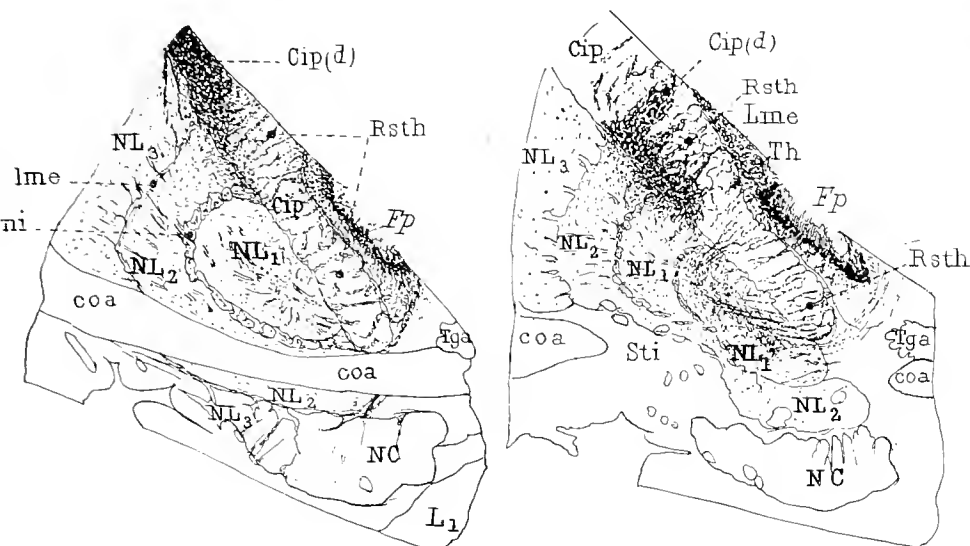 Cip(d)
Rsth
NL3
lme
mi
Cip
Fp
NL1
NL2
coa
Tga
coa
NL2
NL3
NC
L1
Cip
Cip(d)
Rsth
Lme
NL3
Th
Fp
NL2
NL1
Rsth
coa
Sti
Tga
coa
NL1
NL2
NC